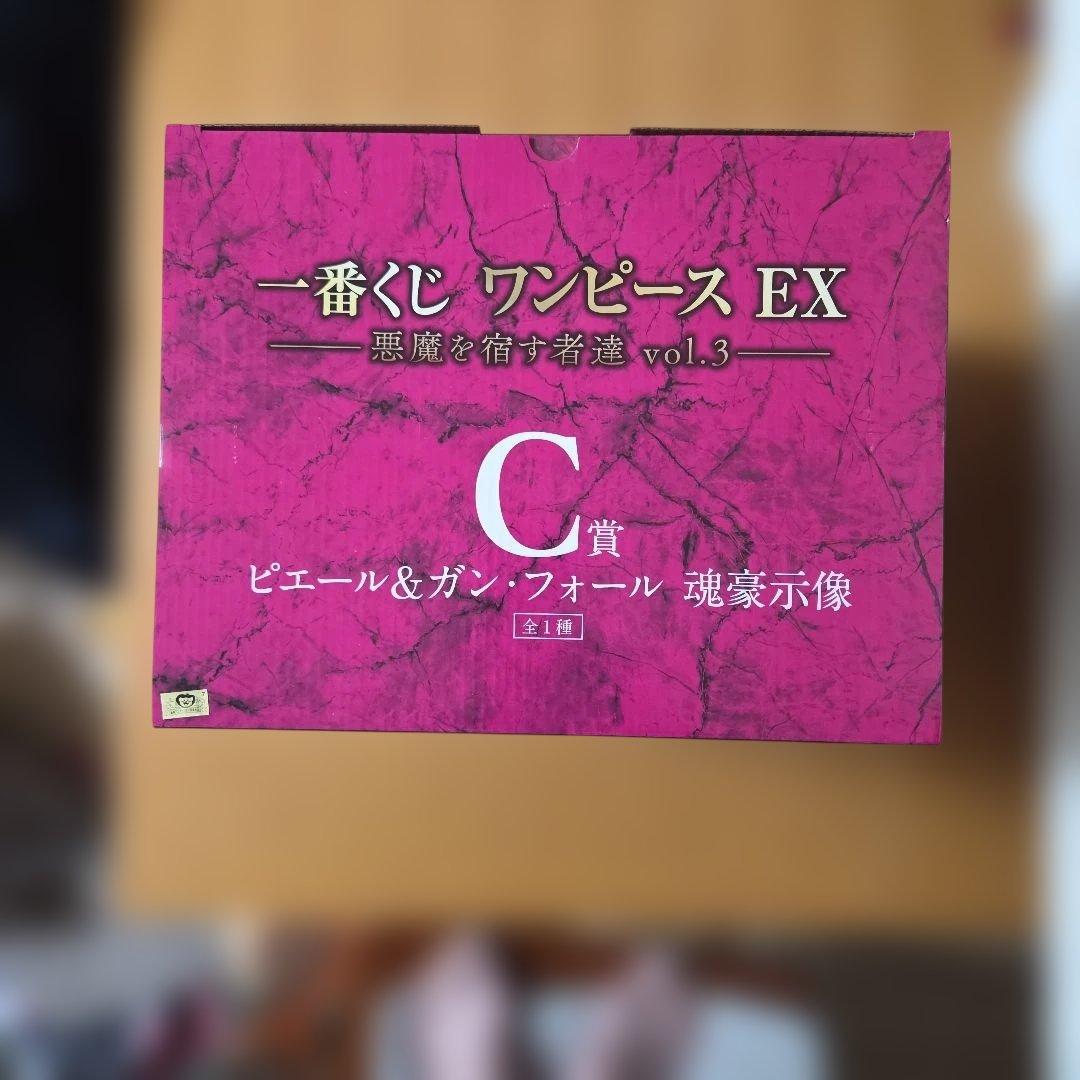 一番くじ ワンピース EX
悪魔を宿す者達 vol.3
C賞
ピエール&ガン・フォール 魂豪示像
全1種